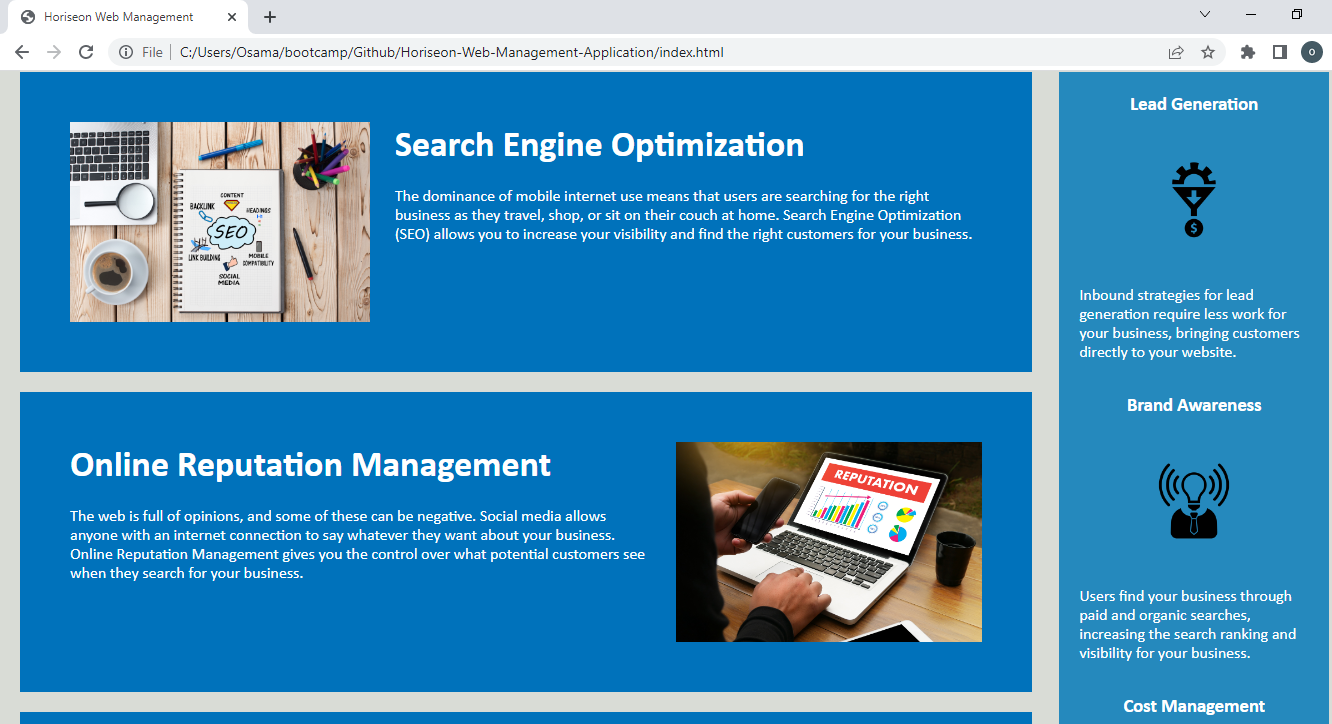 Horiseon Web Management
File
C:/Users/Osama/bootcamp/Github/Horiseon-Web-Management-Application/index.html
O
CONTENT
BACKLINK
HEADINGS
SEO
LINK BUILDING
MOBILE
COMPATIBILITY
SOCIAL
MEDIA
Search Engine Optimization
The dominance of mobile internet use means that users are searching for the right
business as they travel, shop, or sit on their couch at home. Search Engine Optimization
(SEO) allows you to increase your visibility and find the right customers for your business.
Online Reputation Management
The web is full of opinions, and some of these can be negative. Social media allows
anyone with an internet connection to say whatever they want about your business.
Online Reputation Management gives you the control over what potential customers see
when they search for your business.
REPUTATION
Lead Generation
$
Inbound strategies for lead
generation require less work for
your business, bringing customers
directly to your website.
Brand Awareness
Users find your business through
paid and organic searches,
increasing the search ranking and
visibility for your business.
Cost Management